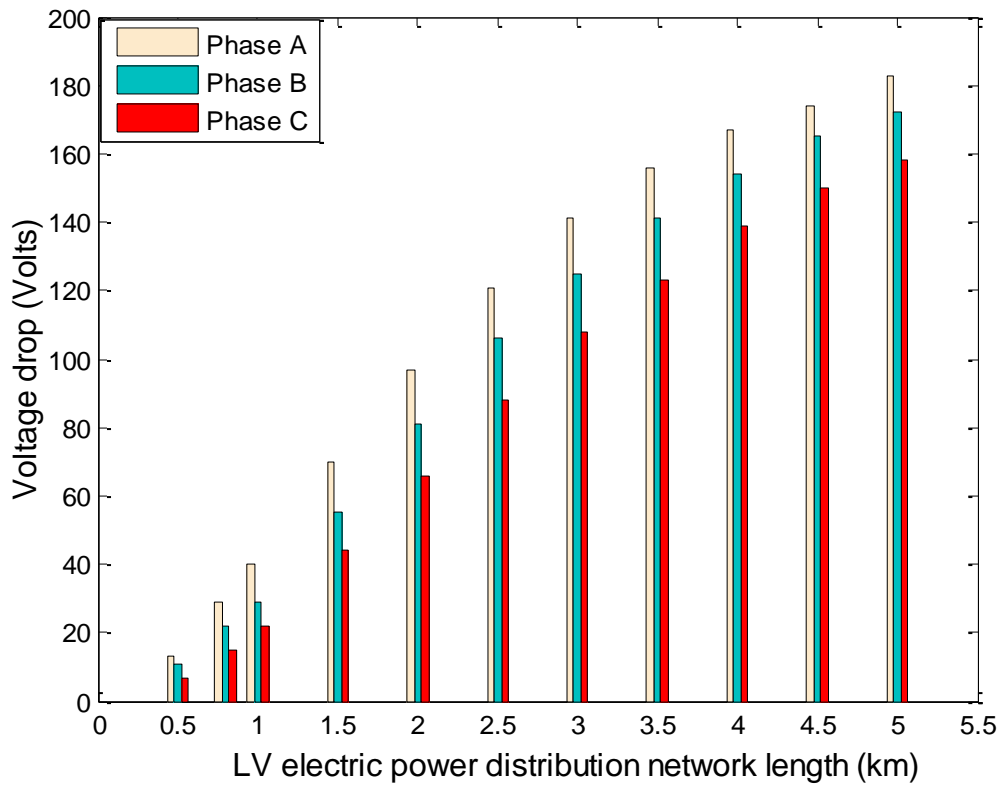 200
180
160
140
120
100
80
60
40
20
0
Voltage drop (Volts)
Phase A
Phase B
Phase C
0 0.5 1 1.5 2 2.5 3 3.5 4 4.5 5 5.5
LV electric power distribution network length (km)